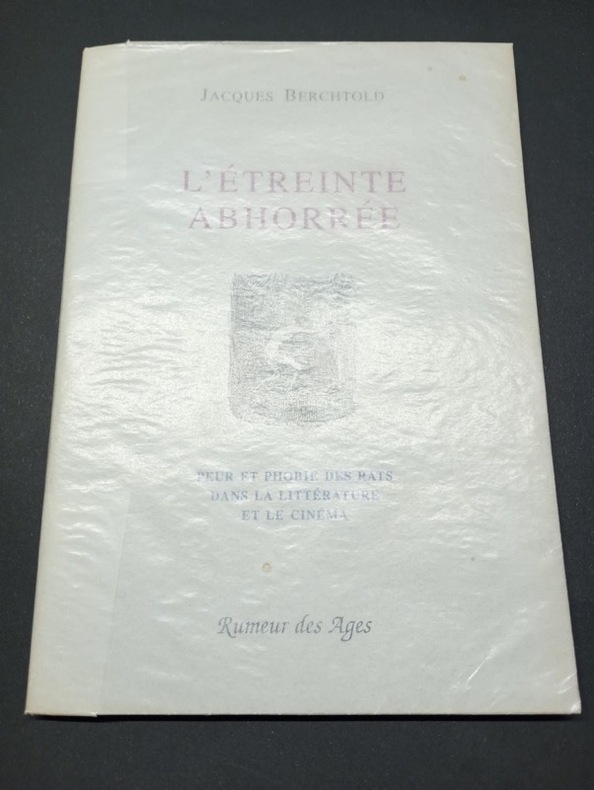 JACQUES BERCHTOLD
L'ÉTREINTE
ABHORRÉE
PEUR ET PHOBIE DES RATS
DANS LA LITTÉRATURE
ET LE CINÉMA
Rumeur des Ages